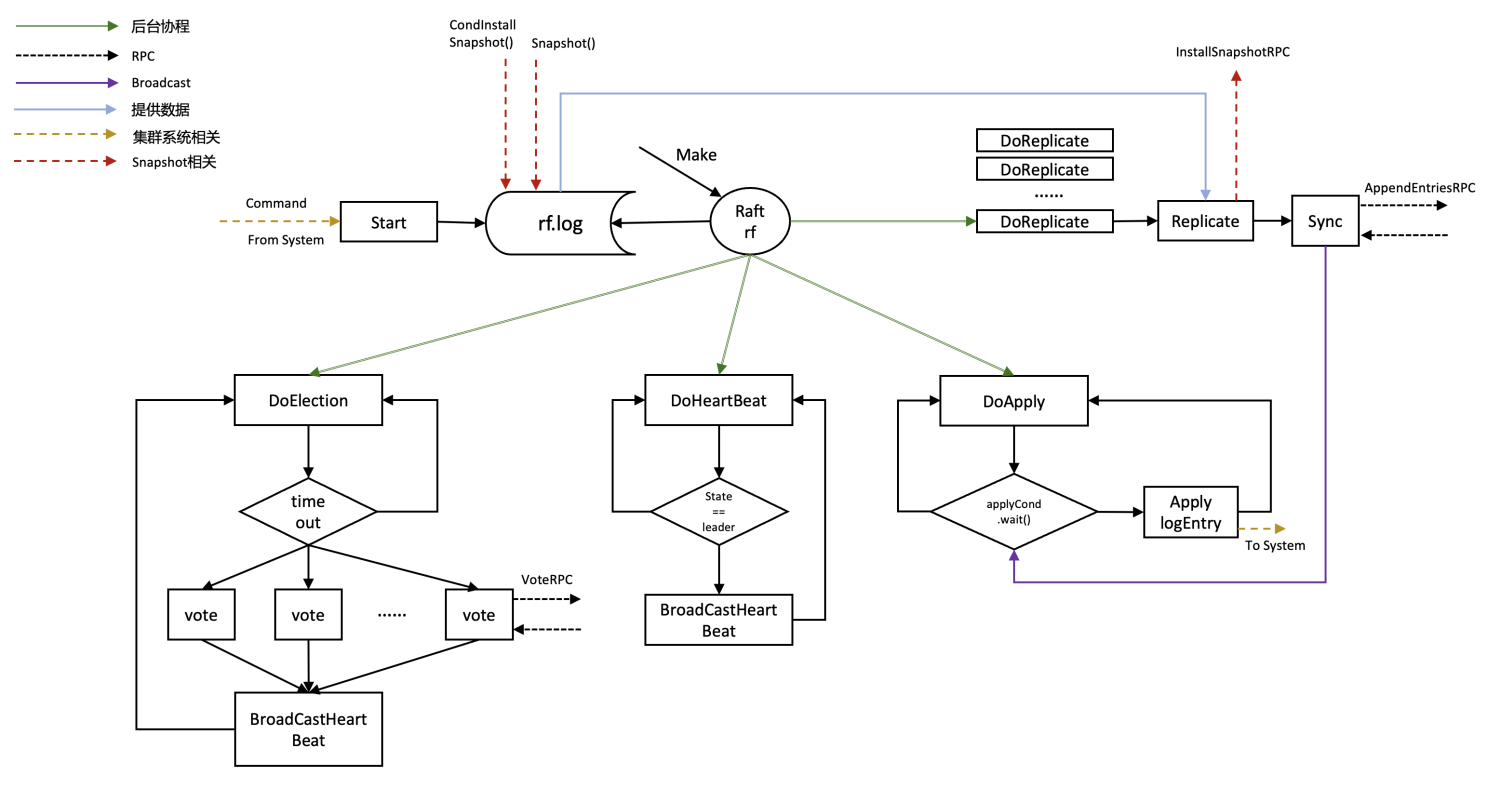 后台协程
RPC
Broadcast
提供数据
集群系统相关
Snapshot相关
CondInstall
Snapshot()
Snapshot()
InstallSnapshotRPC
Make
DoReplicate
DoReplicate
......
DoReplicate
Command
From System
Start
rf.log
Raft
rf
Replicate
Sync
AppendEntriesRPC
DoElection
time
out
vote
vote
......
vote
VoteRPC
BroadCastHeart
Beat
DoHeartBeat
State
==
leader
BroadCastHeart
Beat
DoApply
applyCond
.wait()
Apply
logEntry
To System